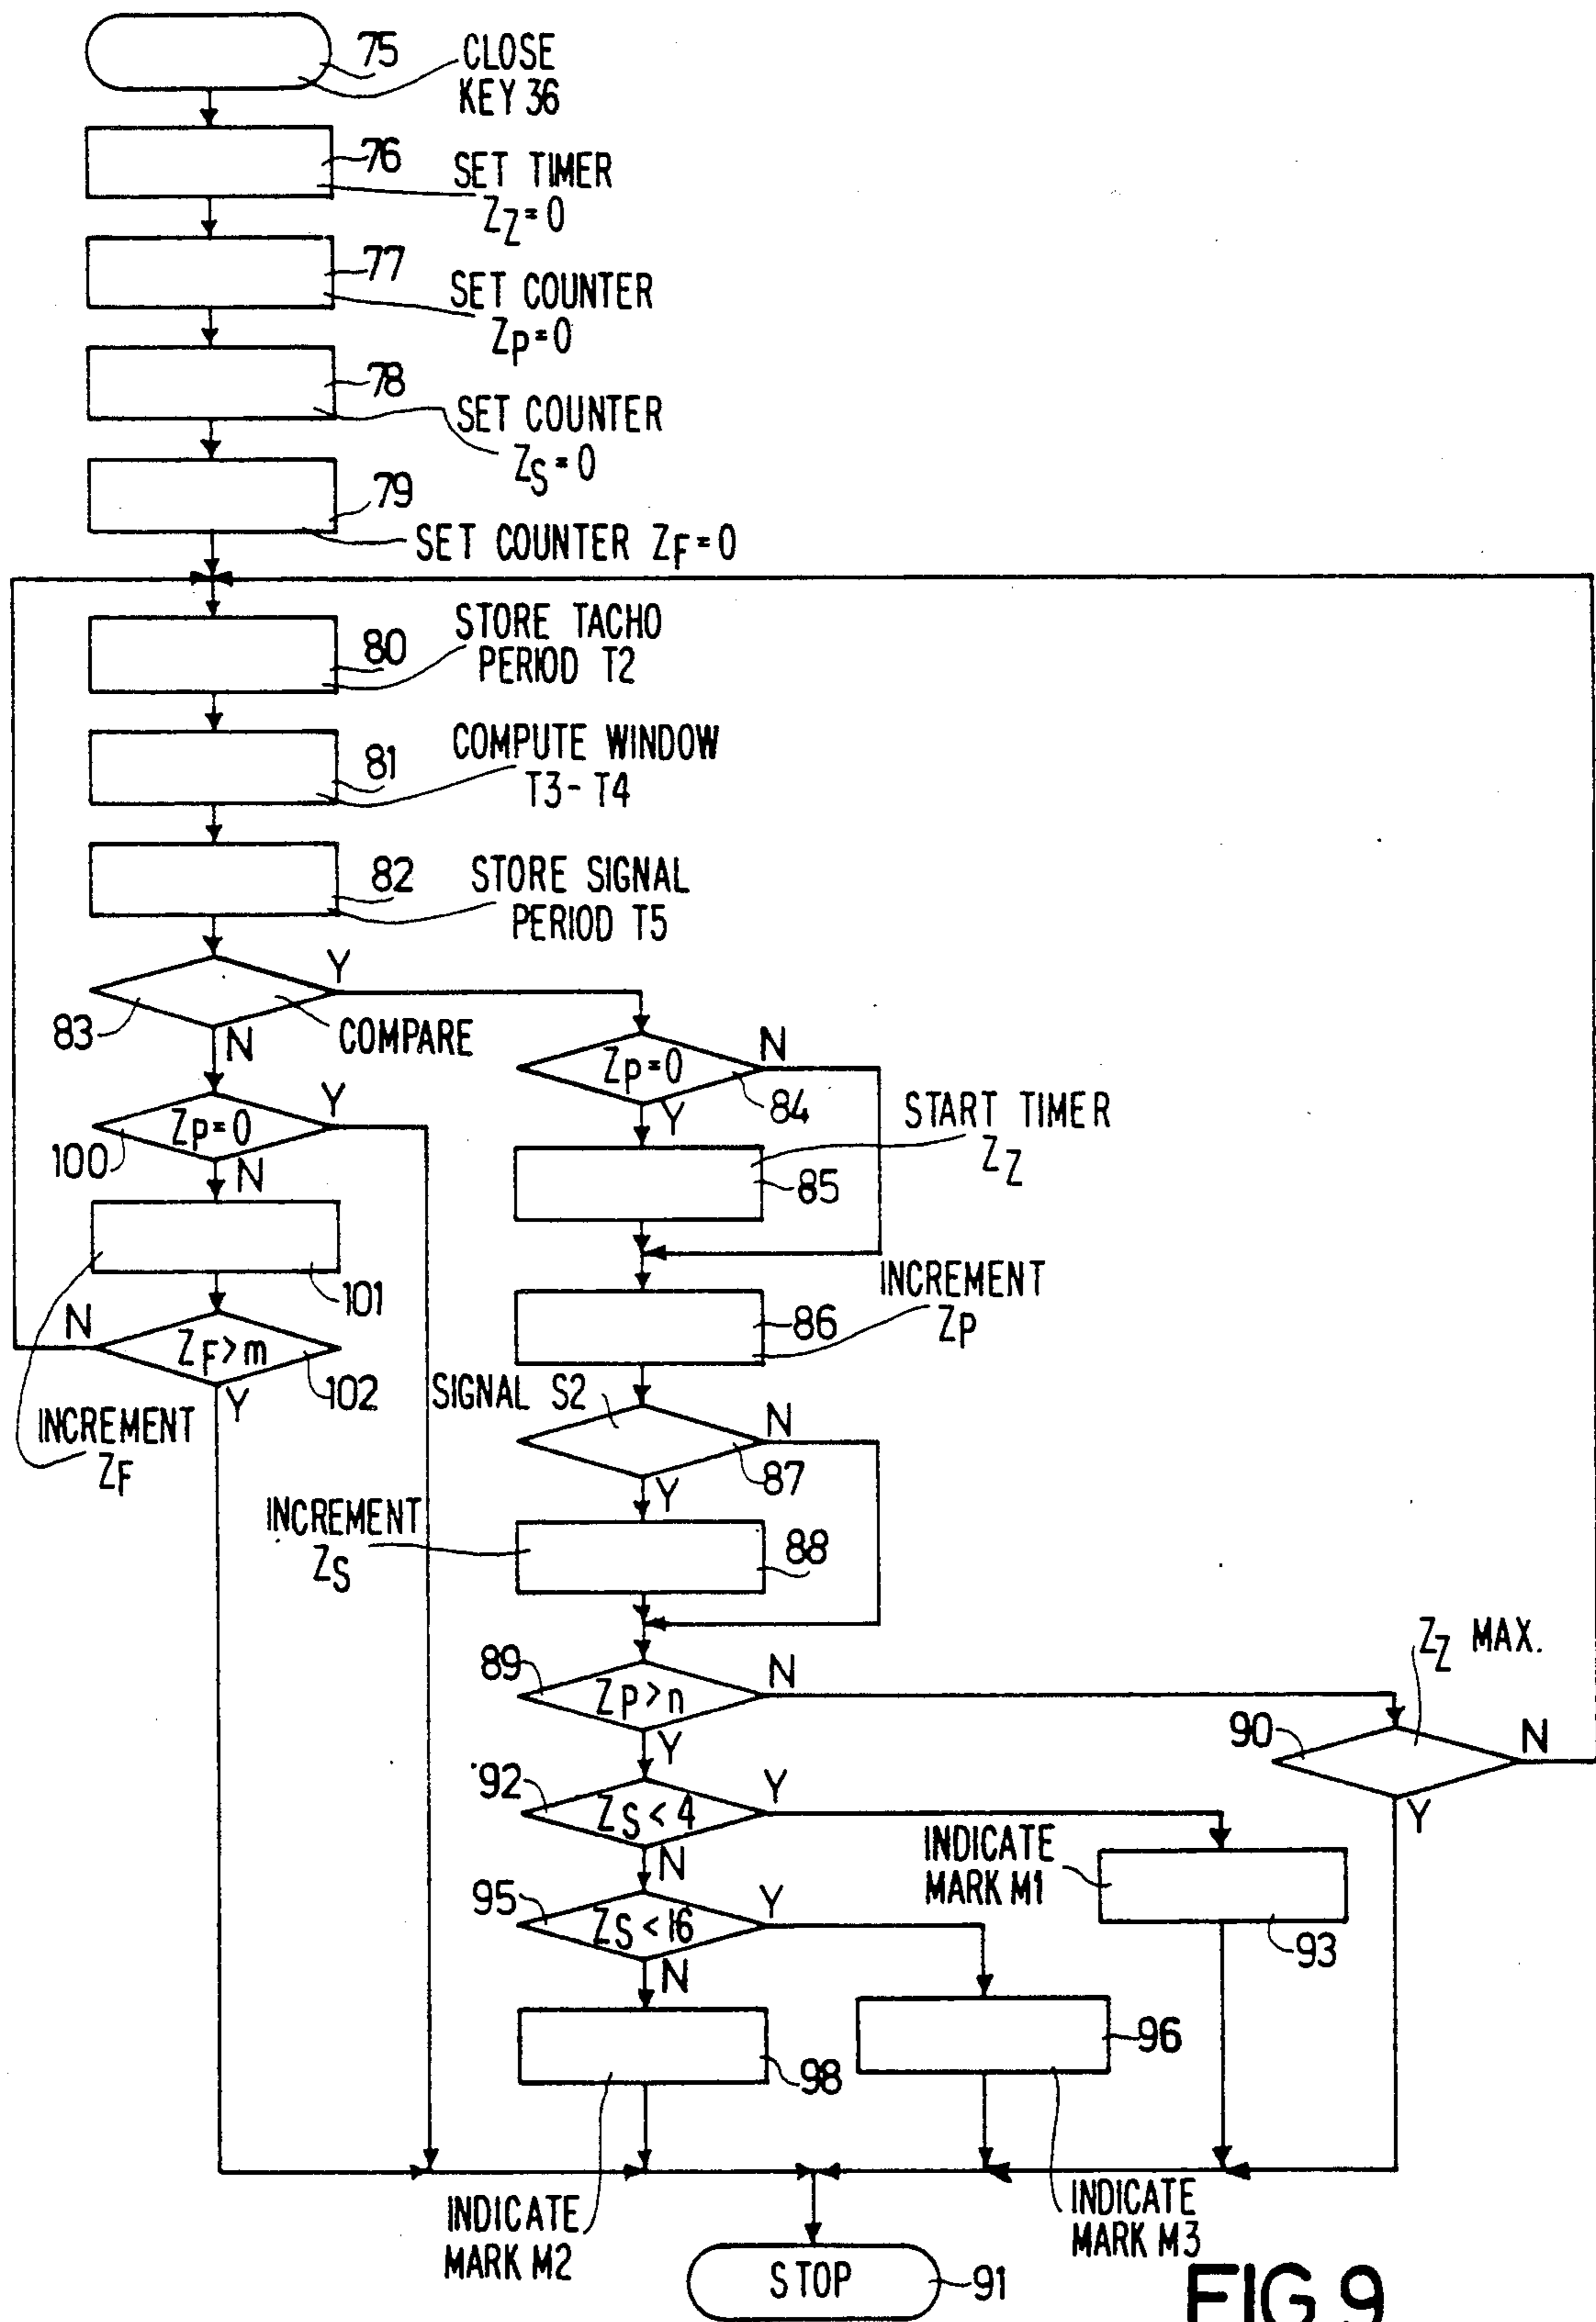 75
CLOSE
KEY 36
76
SET TIMER
ZZ=0
77
SET COUNTER
ZP=0
78
SET COUNTER
ZS=0
79
SET COUNTER ZF=0
80
STORE TACHO
PERIOD T2
81
COMPUTE WINDOW
T3-T4
82
STORE SIGNAL
PERIOD T5
Y
83
N
COMPARE
ZP=0
N
84
Y
START TIMER
ZZ
85
ZP=0
Y
100
N
101
INCREMENT
ZP
86
N
ZF>m
102
Y
INCREMENT
ZF
SIGNAL S2
N
87
Y
INCREMENT
ZS
88
89
ZP>n
N
Y
ZZ MAX.
90
N
Y
92
ZS<4
Y
N
INDICATE
MARK M1
93
95
ZS<16
Y
N
96
98
INDICATE
MARK M2
INDICATE
MARK M3
STOP
91
FIG.9